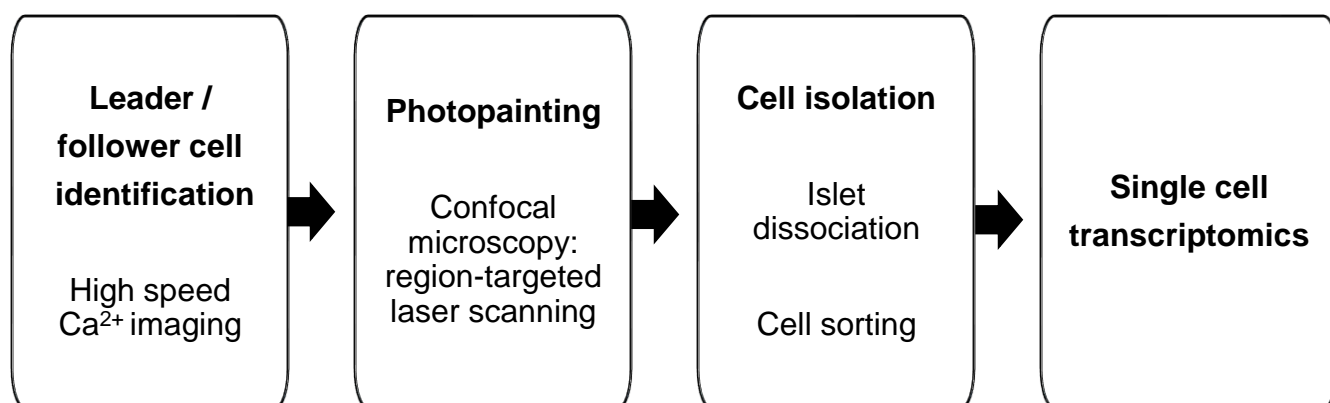 Leader /
follower cell
identification
High speed
Ca²⁺ imaging
Photopainting
Confocal
microscopy:
region-targeted
laser scanning
Cell isolation
Islet
dissociation
Cell sorting
Single cell
transcriptomics